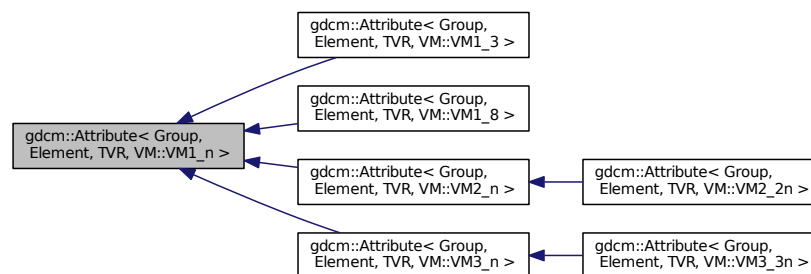 gdcm::Attribute< Group,
Element, TVR, VM::VM1_3 >
gdcm::Attribute< Group,
Element, TVR, VM::VM1_8 >
gdcm::Attribute< Group,
Element, TVR, VM::VM1_n >
gdcm::Attribute< Group,
Element, TVR, VM::VM2_n >
gdcm::Attribute< Group,
Element, TVR, VM::VM2_2n >
gdcm::Attribute< Group,
Element, TVR, VM::VM3_n >
gdcm::Attribute< Group,
Element, TVR, VM::VM3_3n >